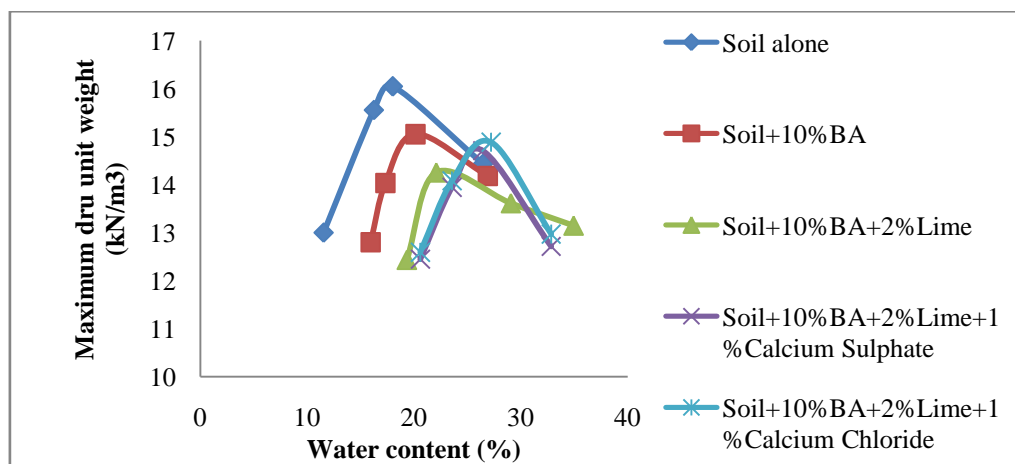 Maximum dru unit weight
(kN/m3)
17
16
15
14
13
12
11
10
0
10
20
30
40
Water content (%)
Soil alone
Soil+10%BA
Soil+10%BA+2%Lime
Soil+10%BA+2%Lime+1
%Calcium Sulphate
Soil+10%BA+2%Lime+1
%Calcium Chloride